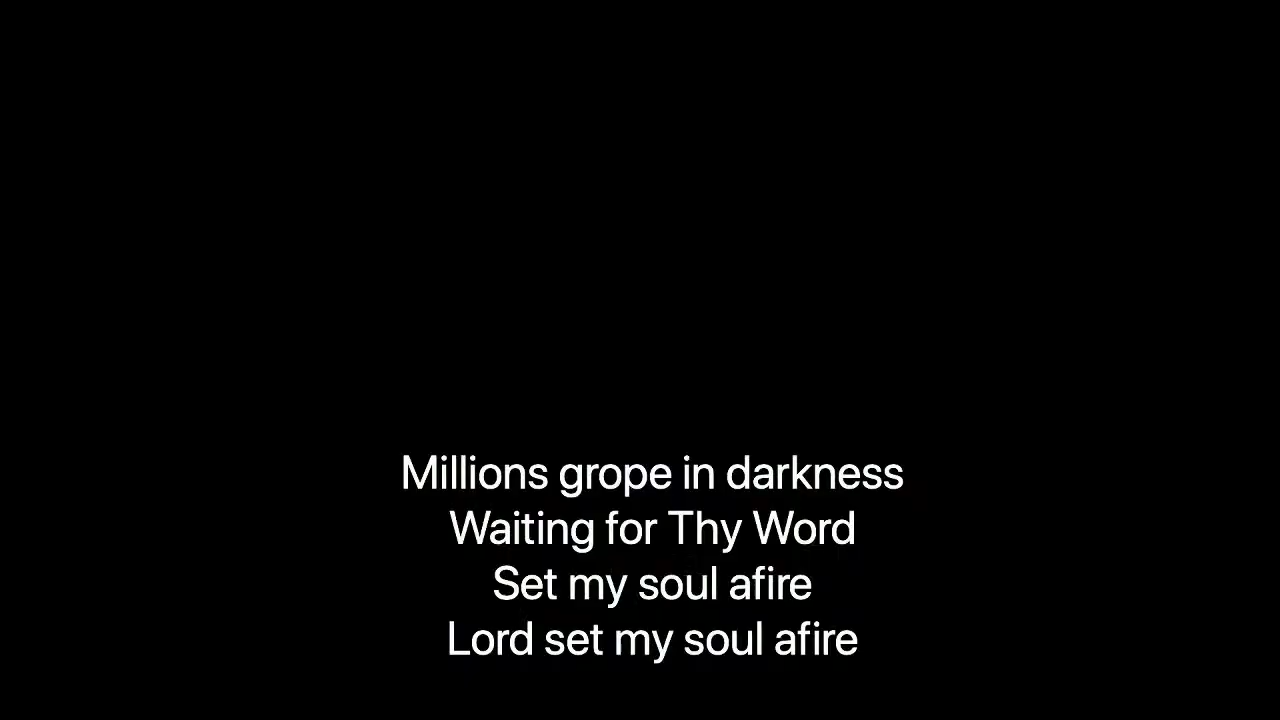 Millions grope in darkness
Waiting for Thy Word
Set my soul afire
Lord set my soul afire